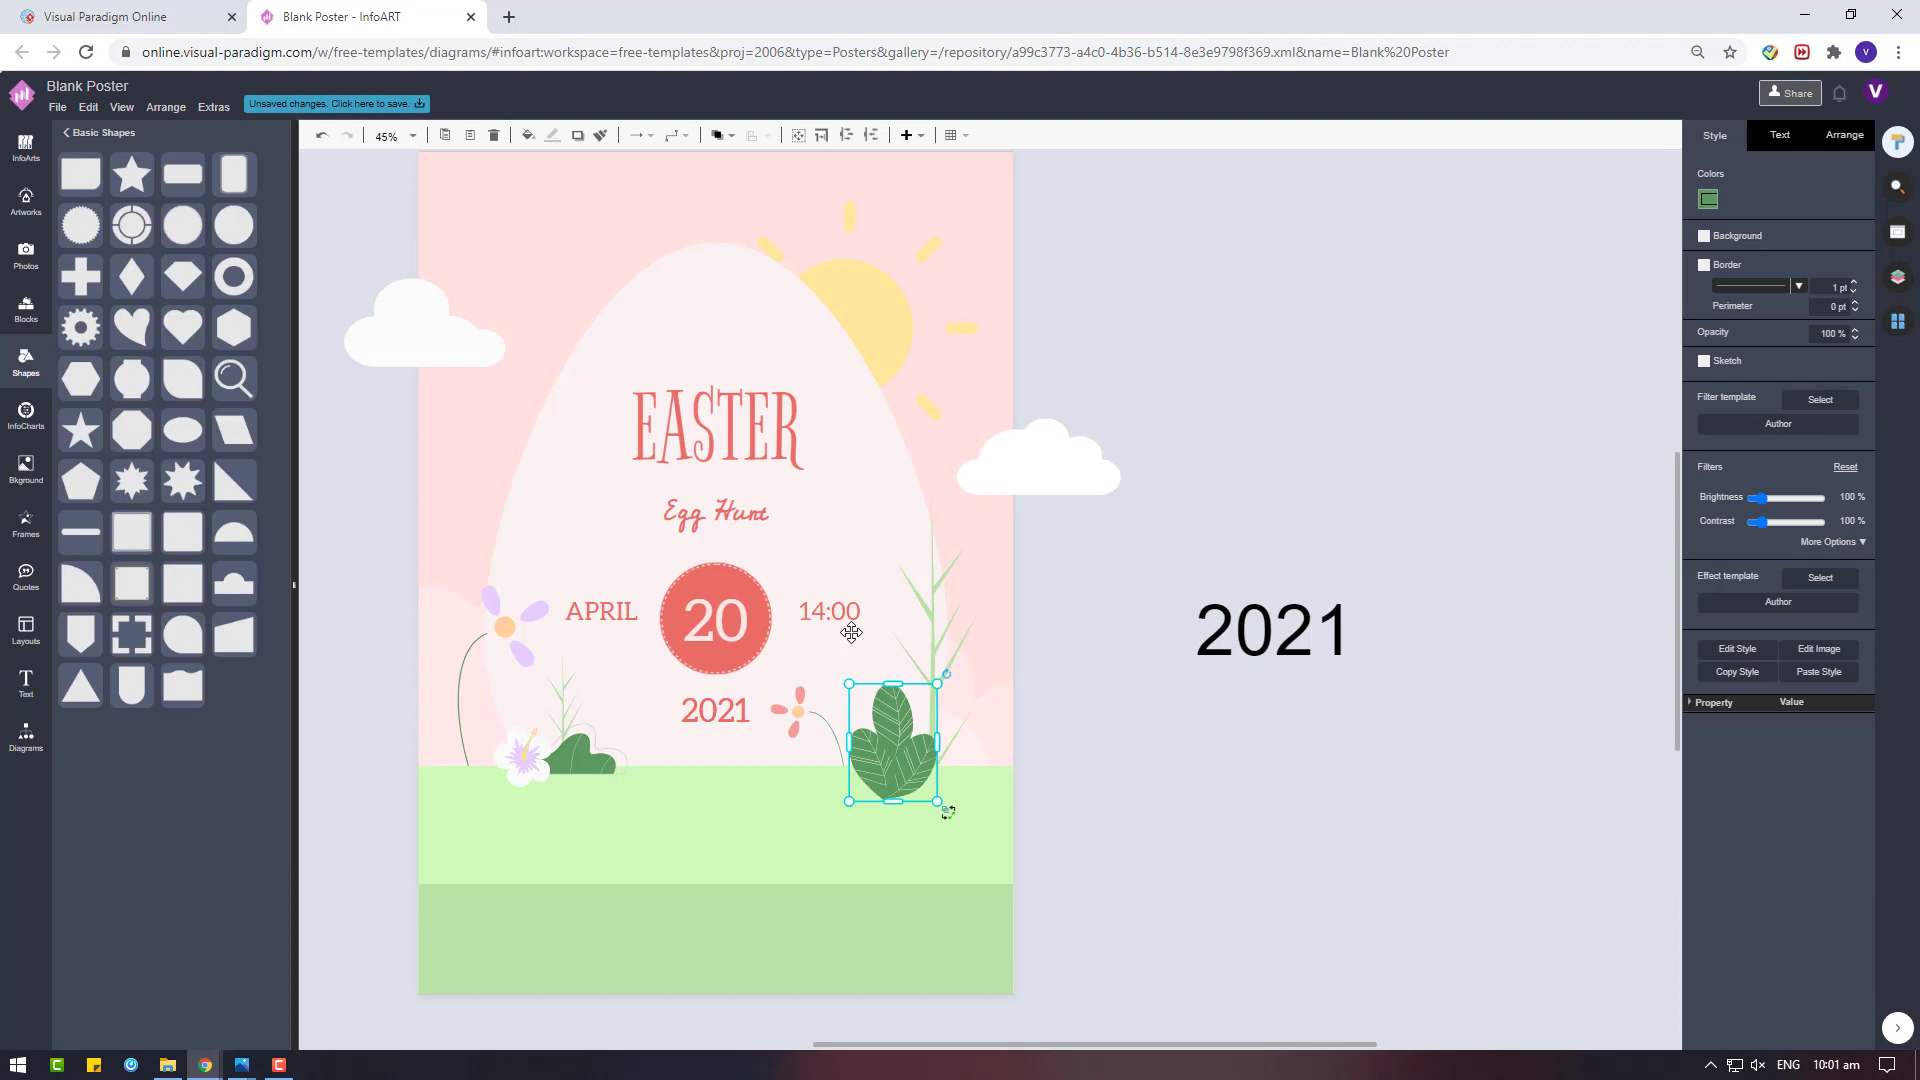 Visual Paradigm Online
Blank Poster - InfoART
online.visual-paradigm.com/w/free-templates/diagrams/#infoart:workspace=free-templates&proj=2006&type=Posters&gallery=/repository/a99c3773-a4c0-4b36-b514-8e3e9798f369.xml&name=Blank%20Poster
V
Blank Poster
File Edit View Arrange Extras
Unsaved changes. Click here to save.
Share
V
Basic Shapes
45%
InfoArts
Artworks
Photos
Blocks
Shapes
InfoCharts
Bkground
Frames
Quotes
Layouts
Text
Diagrams
EASTER
Egg Hunt
APRIL
20
14:00
2021
2021
Style Text Arrange
Colors
Background
Border
1 pt
Perimeter 0 pt
Opacity 100 %
Sketch
Filter template Select
Author
Filters Reset
Brightness 100 %
Contrast 100 %
More Options ▼
Effect template Select
Author
Edit Style Edit Image
Copy Style Paste Style
Property Value
ENG 10:01 am